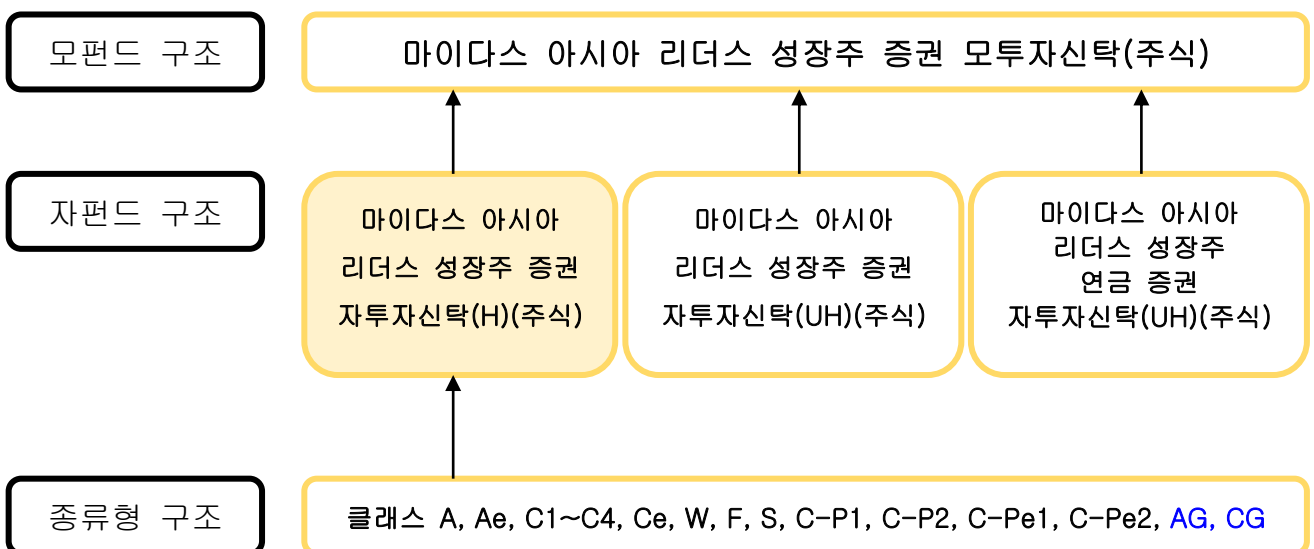 모펀드 구조
마이다스 아시아 리더스 성장주 증권 모투자신탁(주식)
자펀드 구조
마이다스 아시아
리더스 성장주 증권
자투자신탁(H)(주식)
마이다스 아시아
리더스 성장주 증권
자투자신탁(UH)(주식)
마이다스 아시아
리더스 성장주
연금 증권
자투자신탁(UH)(주식)
종류형 구조
클래스 A, Ae, C1~C4, Ce, W, F, S, C-P1, C-P2, C-Pe1, C-Pe2, AG, CG